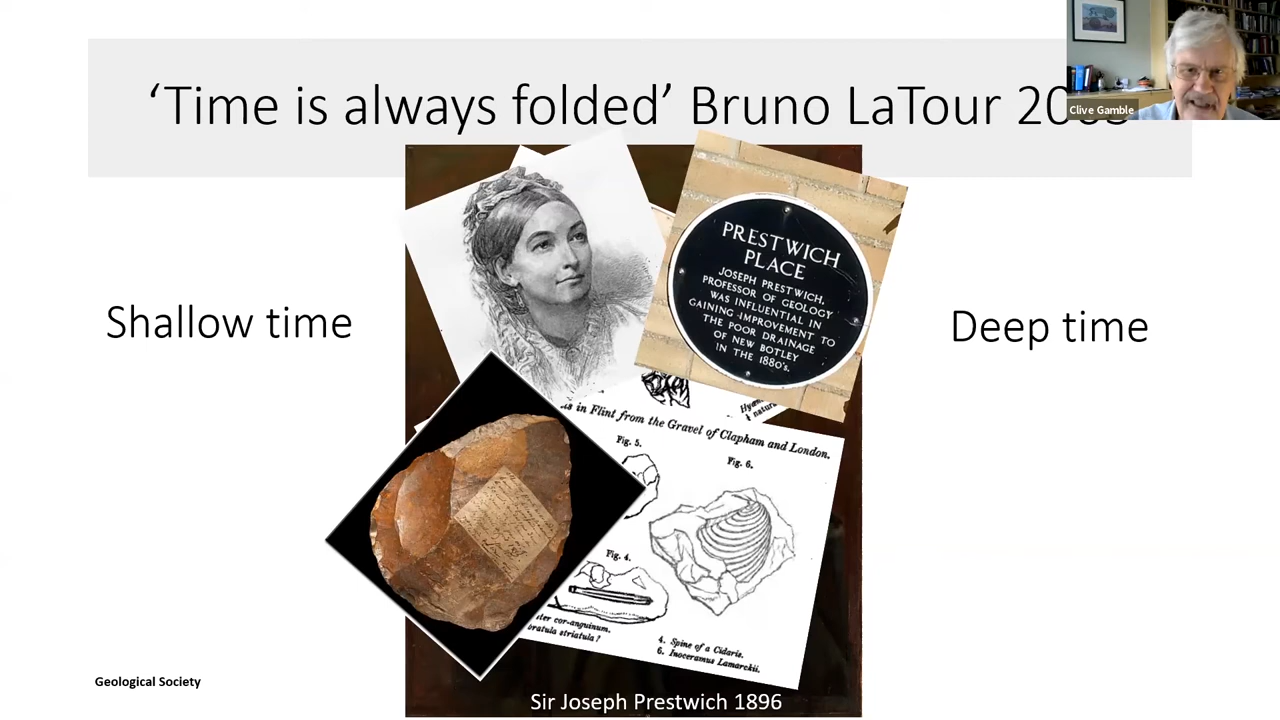 ‘Time is always folded’ Bruno LaTour
Clive Gamble
Shallow time
Deep time
PRESTWICH
PLACE
JOSEPH PRESTWICH,
PROFESSOR OF GEOLOGY
WAS INFLUENTIAL IN
GAINING IMPROVEMENT TO
THE POOR DRAINAGE
OF NEW BOTLEY
IN THE 1880's.
in Flint from the Gravel of Clapham and London.
Fig. 5.
Fig. 6.
Fig. 4.
cor-anguinum.
striatula?
4. Spine of a Cidaris.
6. Inoceramus Lamarckii.
Geological Society
Sir Joseph Prestwich 1896